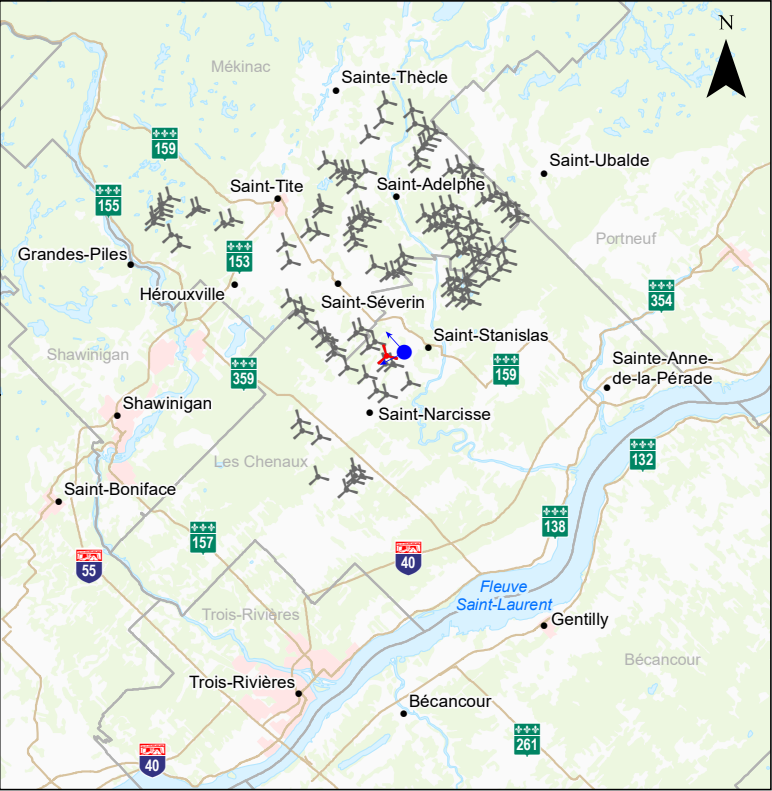 N
Mékinac
Sainte-Thècle
159
Saint-Ubalde
Saint-Tite
Saint-Adelphe
155
Portneuf
Grandes-Piles
153
Hérouxville
354
Saint-Séverin
Saint-Stanislas
Shawinigan
359
159
Sainte-Anne-
de-la-Pérade
Shawinigan
Saint-Narcisse
132
Les Chenaux
Saint-Boniface
138
157
55
40
Fleuve
Saint-Laurent
Trois-Rivières
Gentilly
Bécancour
Trois-Rivières
Bécancour
261
40